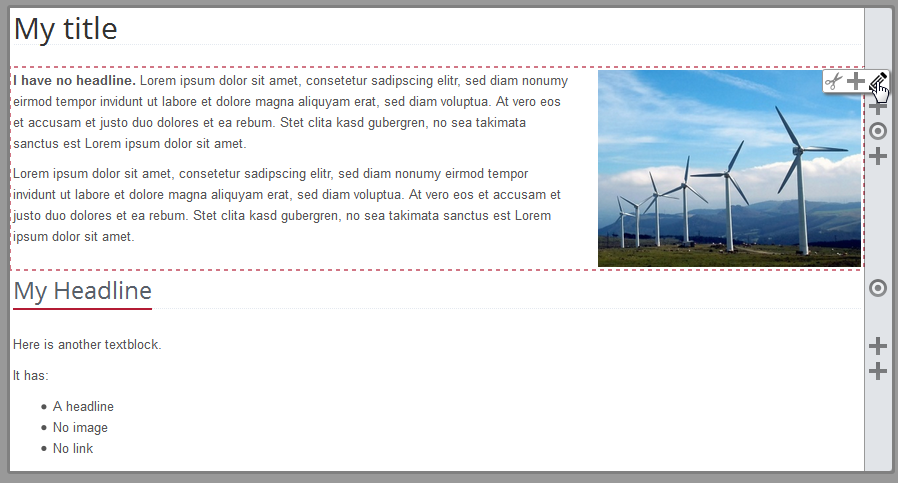 My title
I have no headline. Lorem ipsum dolor sit amet, consetetur sadipscing elitr, sed diam nonumy
eirmod tempor invidunt ut labore et dolore magna aliquyam erat, sed diam voluptua. At vero eos
et accusam et justo duo dolores et ea rebum. Stet clita kasd gubergren, no sea takimata
sanctus est Lorem ipsum dolor sit amet.
Lorem ipsum dolor sit amet, consetetur sadipscing elitr, sed diam nonumy eirmod tempor
invidunt ut labore et dolore magna aliquyam erat, sed diam voluptua. At vero eos et accusam et
justo duo dolores et ea rebum. Stet clita kasd gubergren, no sea takimata sanctus est Lorem
ipsum dolor sit amet.
My Headline
Here is another textblock.
It has:
• A headline
• No image
• No link